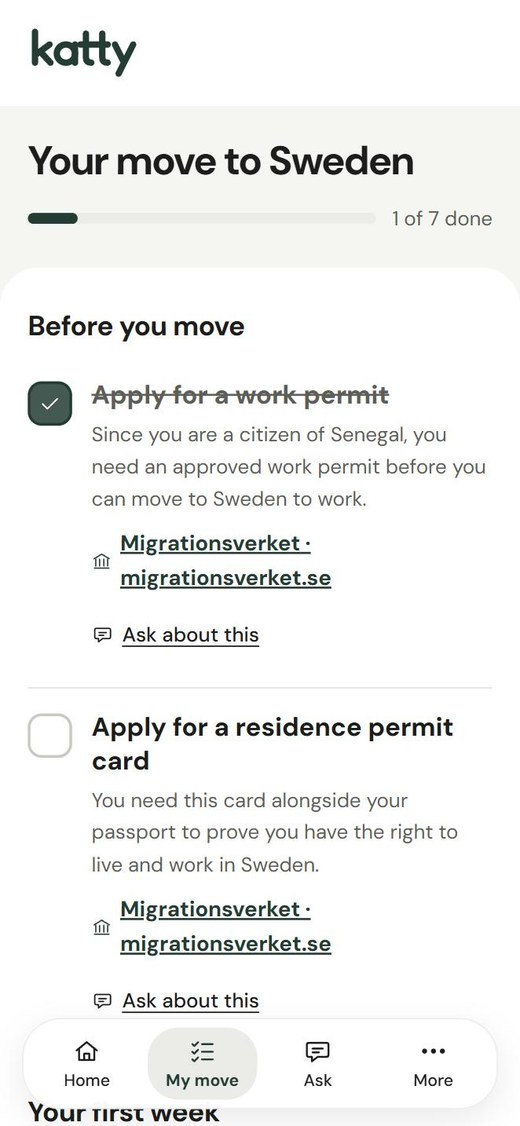 katty
Your move to Sweden
1 of 7 done
Before you move
Apply for a work permit
Since you are a citizen of Senegal, you
need an approved work permit before you
can move to Sweden to work.
Migrationsverket ·
migrationsverket.se
Ask about this
Apply for a residence permit
card
You need this card alongside your
passport to prove you have the right to
live and work in Sweden.
Migrationsverket ·
migrationsverket.se
Ask about this
Home
My move
Ask
More
Your first week